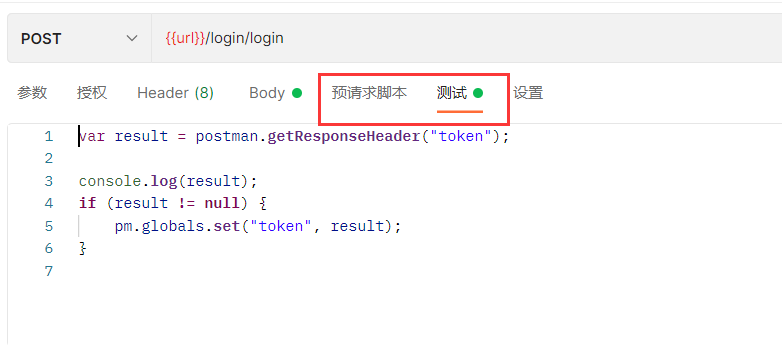 POST {{url}}/login/login
参数 授权 Header (8) Body 预请求脚本 测试 设置
1 var result = postman.getResponseHeader("token");
2
3 console.log(result);
4 if (result != null) {
5 pm.globals.set("token", result);
6 }
7